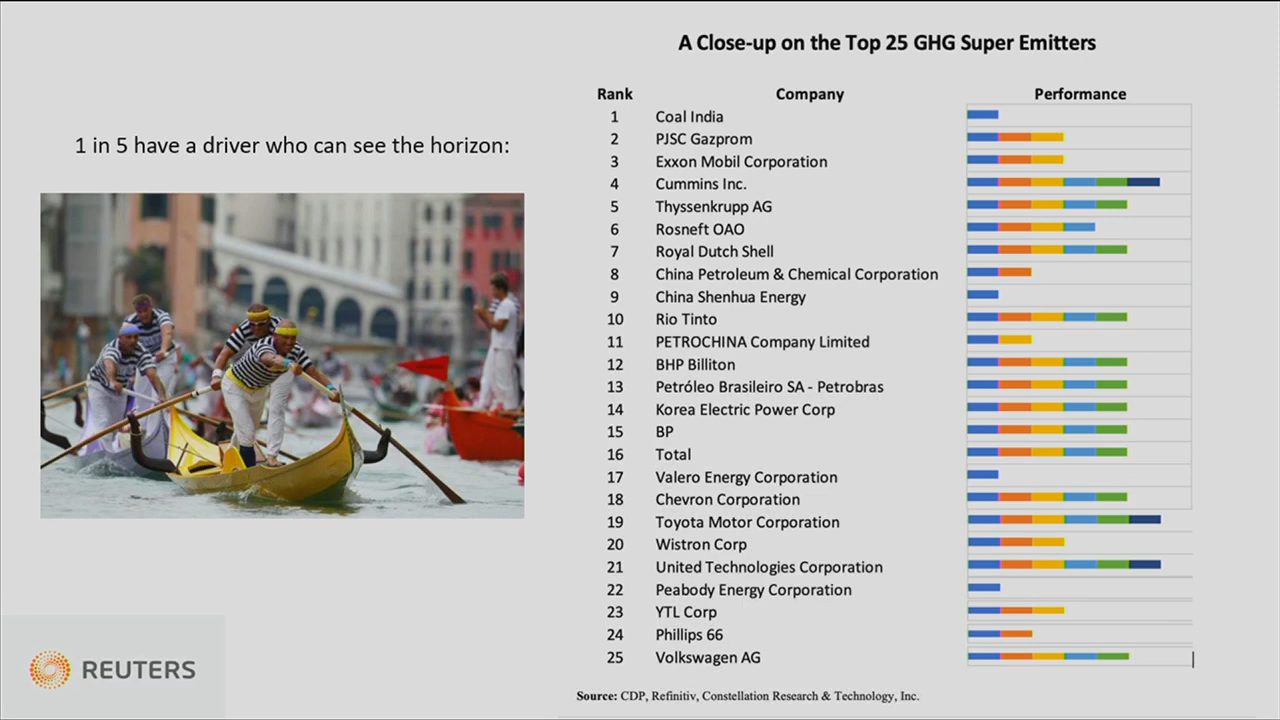 A Close-up on the Top 25 GHG Super Emitters
1 in 5 have a driver who can see the horizon:
Rank Company Performance
1 Coal India
2 PJSC Gazprom
3 Exxon Mobil Corporation
4 Cummins Inc.
5 Thyssenkrupp AG
6 Rosneft OAO
7 Royal Dutch Shell
8 China Petroleum & Chemical Corporation
9 China Shenhua Energy
10 Rio Tinto
11 PETROCHINA Company Limited
12 BHP Billiton
13 Petróleo Brasileiro SA - Petrobras
14 Korea Electric Power Corp
15 BP
16 Total
17 Valero Energy Corporation
18 Chevron Corporation
19 Toyota Motor Corporation
20 Wistron Corp
21 United Technologies Corporation
22 Peabody Energy Corporation
23 YTL Corp
24 Phillips 66
25 Volkswagen AG
REUTERS
Source: CDP, Refinitiv, Constellation Research & Technology, Inc.